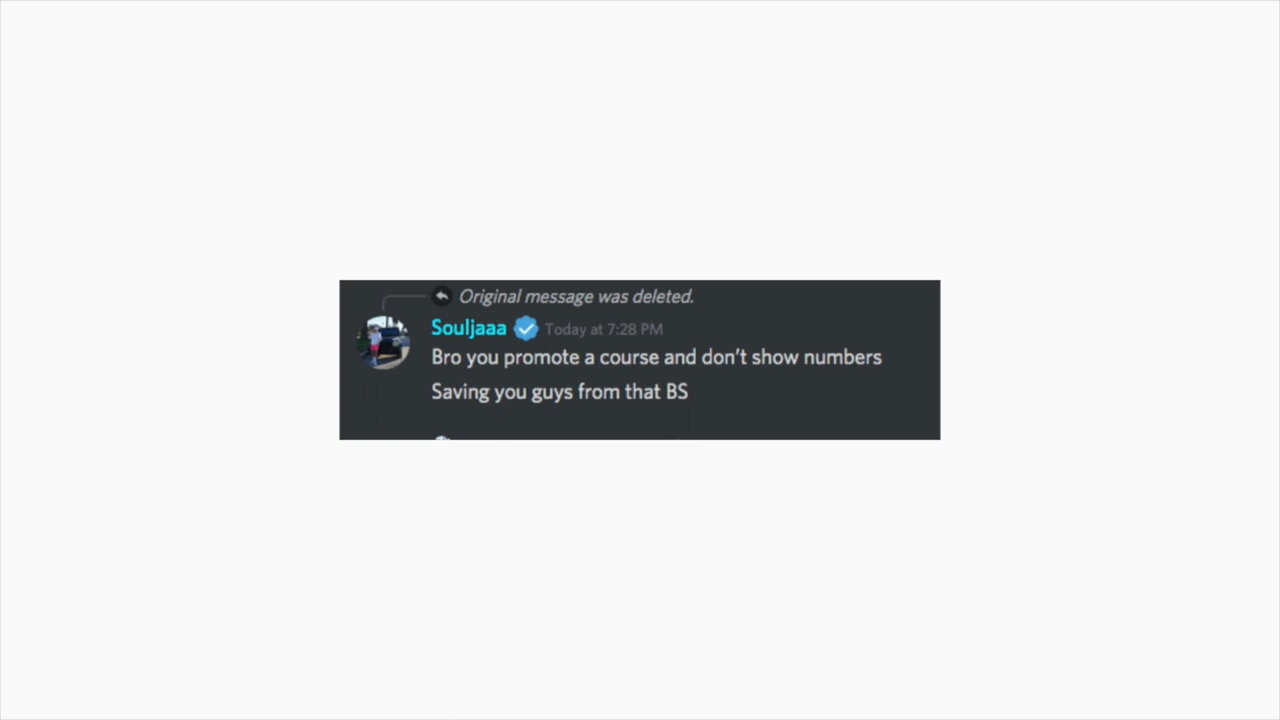 Original message was deleted.
Souljaaa Today at 7:28 PM
Bro you promote a course and don’t show numbers
Saving you guys from that BS